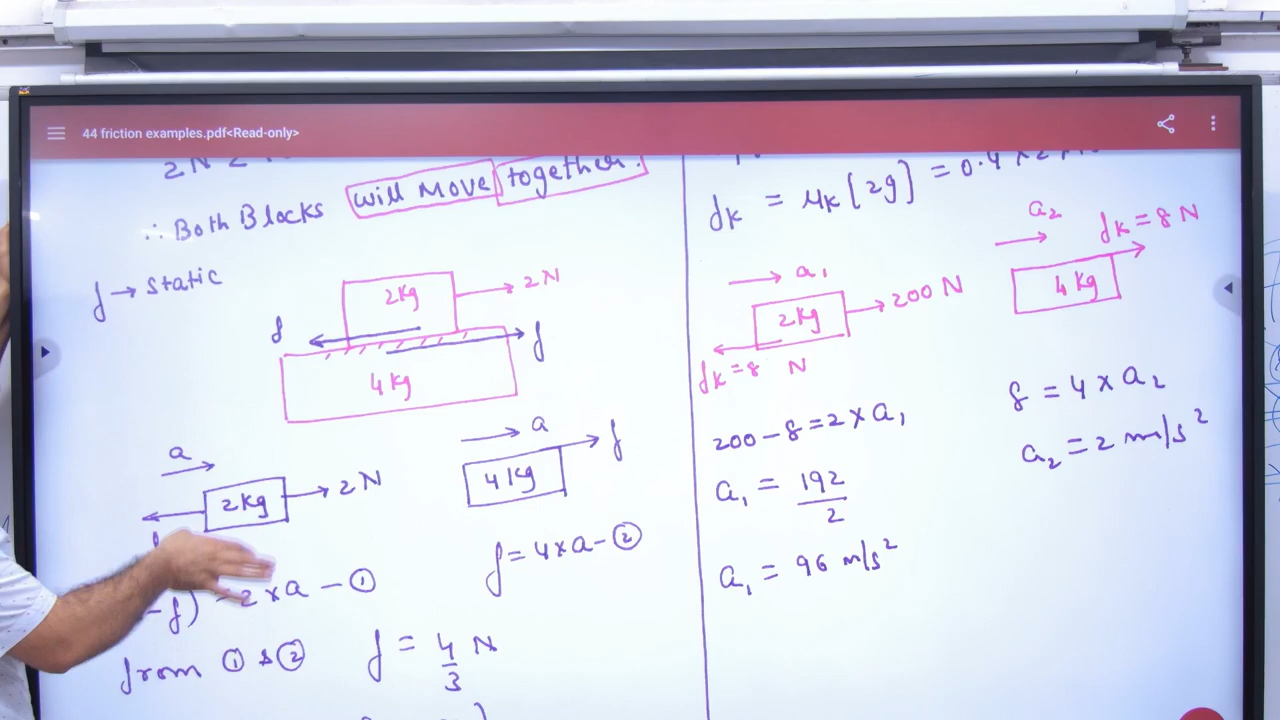 44 friction examples.pdf<Read-only>
2N <
∴ Both Blocks will move together.
f → static
2kg → 2N
f
f
4kg
a
2kg → 2N
a
4kg f
f = 4×a - ②
-f) = 2×a - ①
from ① & ② f = 4/3 N
fk = μk [2g] = 0.4 × 2 ×
a₁
2kg → 200 N
fk = 8 N
a₂
fk = 8 N
4kg
200 - 8 = 2 × a₁
a₁ = 192/2
a₁ = 96 m/s²
8 = 4 × a₂
a₂ = 2 m/s²